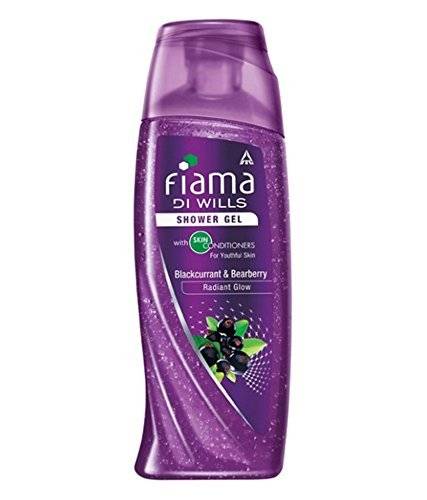 fiama
DI WILLS
SHOWER GEL
with SKIN CONDITIONERS
For Youthful Skin
Blackcurrant & Bearberry
Radiant Glow